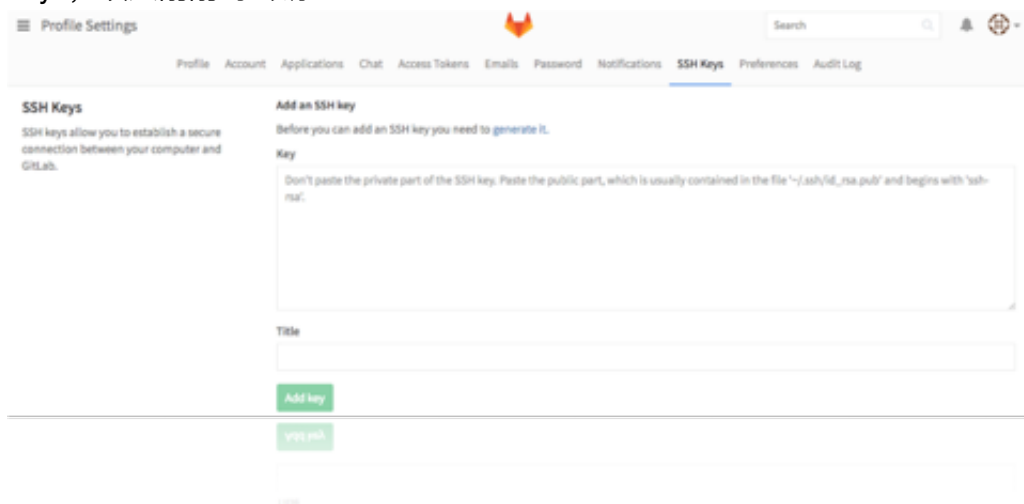 Profile Settings
Search
Profile Account Applications Chat Access Tokens Emails Password Notifications SSH Keys Preferences Audit Log
SSH Keys
SSH keys allow you to establish a secure
connection between your computer and
GitLab.
Add an SSH key
Before you can add an SSH key you need to generate it.
Key
Don't paste the private part of the SSH key. Paste the public part, which is usually contained in the file '~/.ssh/id_rsa.pub' and begins with 'ssh-
rsa'.
Title
Add key